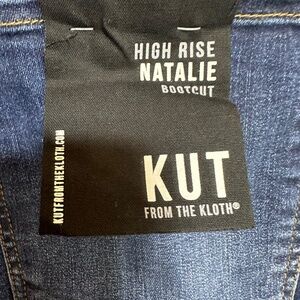 HIGH RISE
NATALIE
BOOTCUT
KUTFROMTHEKLOTH.COM
KUT
FROM THE KLOTH®